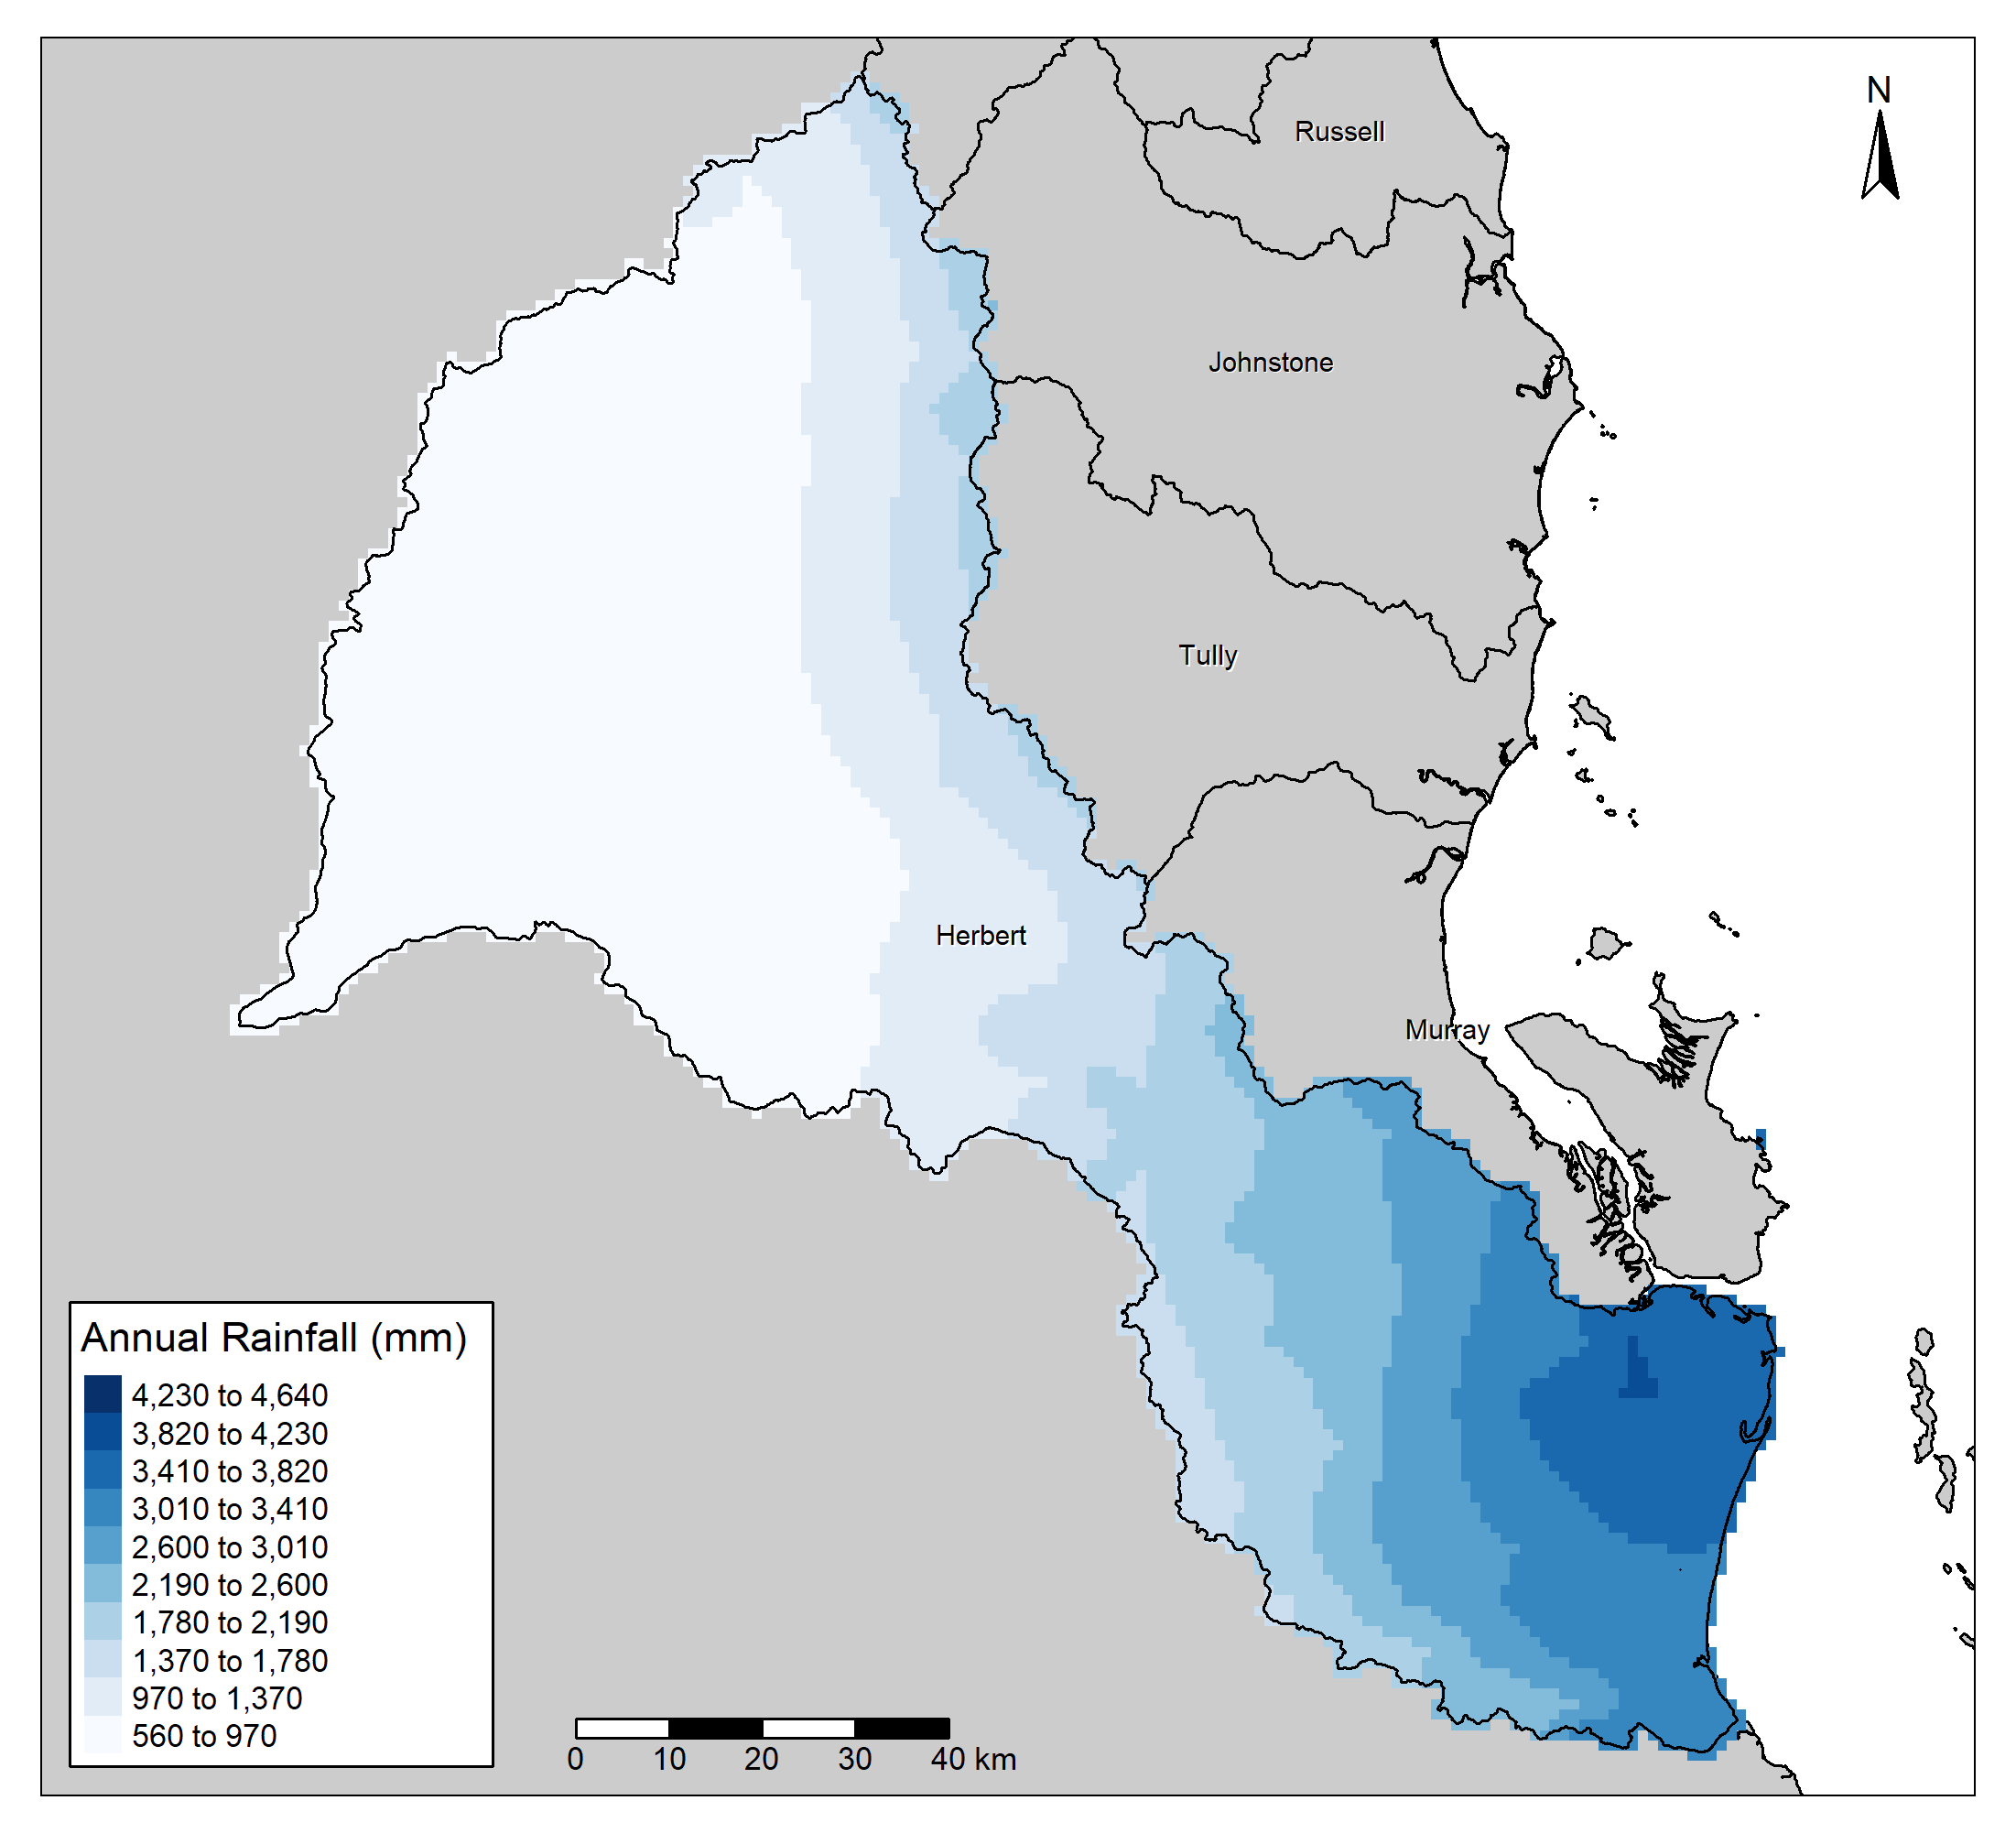 N
Russell
Johnstone
Tully
Herbert
Murray
Annual Rainfall (mm)
4,230 to 4,640
3,820 to 4,230
3,410 to 3,820
3,010 to 3,410
2,600 to 3,010
2,190 to 2,600
1,780 to 2,190
1,370 to 1,780
970 to 1,370
560 to 970
0 10 20 30 40 km